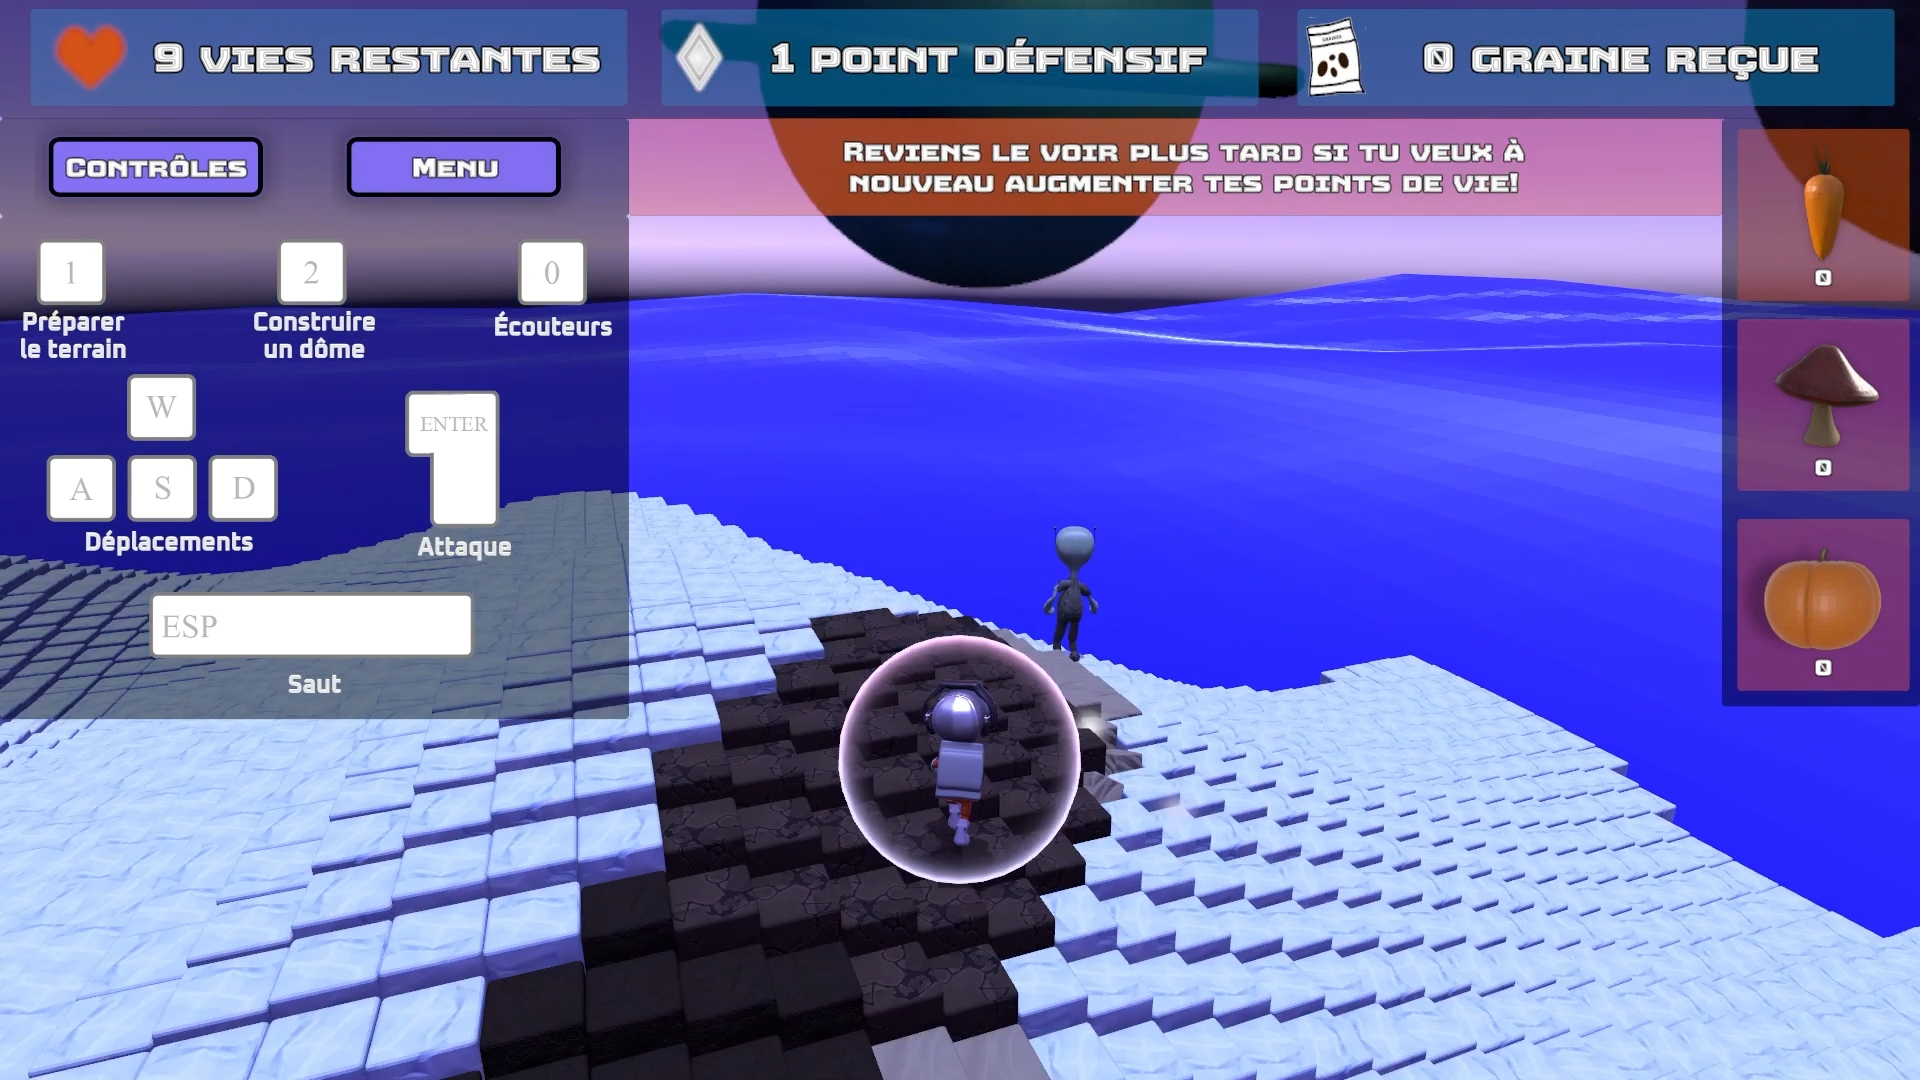 9 VIES RESTANTES
1 POINT DÉFENSIF
0 GRAINE REÇUE
CONTRÔLES
MENU
REVIENS LE VOIR PLUS TARD SI TU VEUX À
NOUVEAU AUGMENTER TES POINTS DE VIE!
1
2
0
Préparer
le terrain
Construire
un dôme
Écouteurs
W
A
S
D
Déplacements
ENTER
Attaque
ESP
Saut
0
0
0